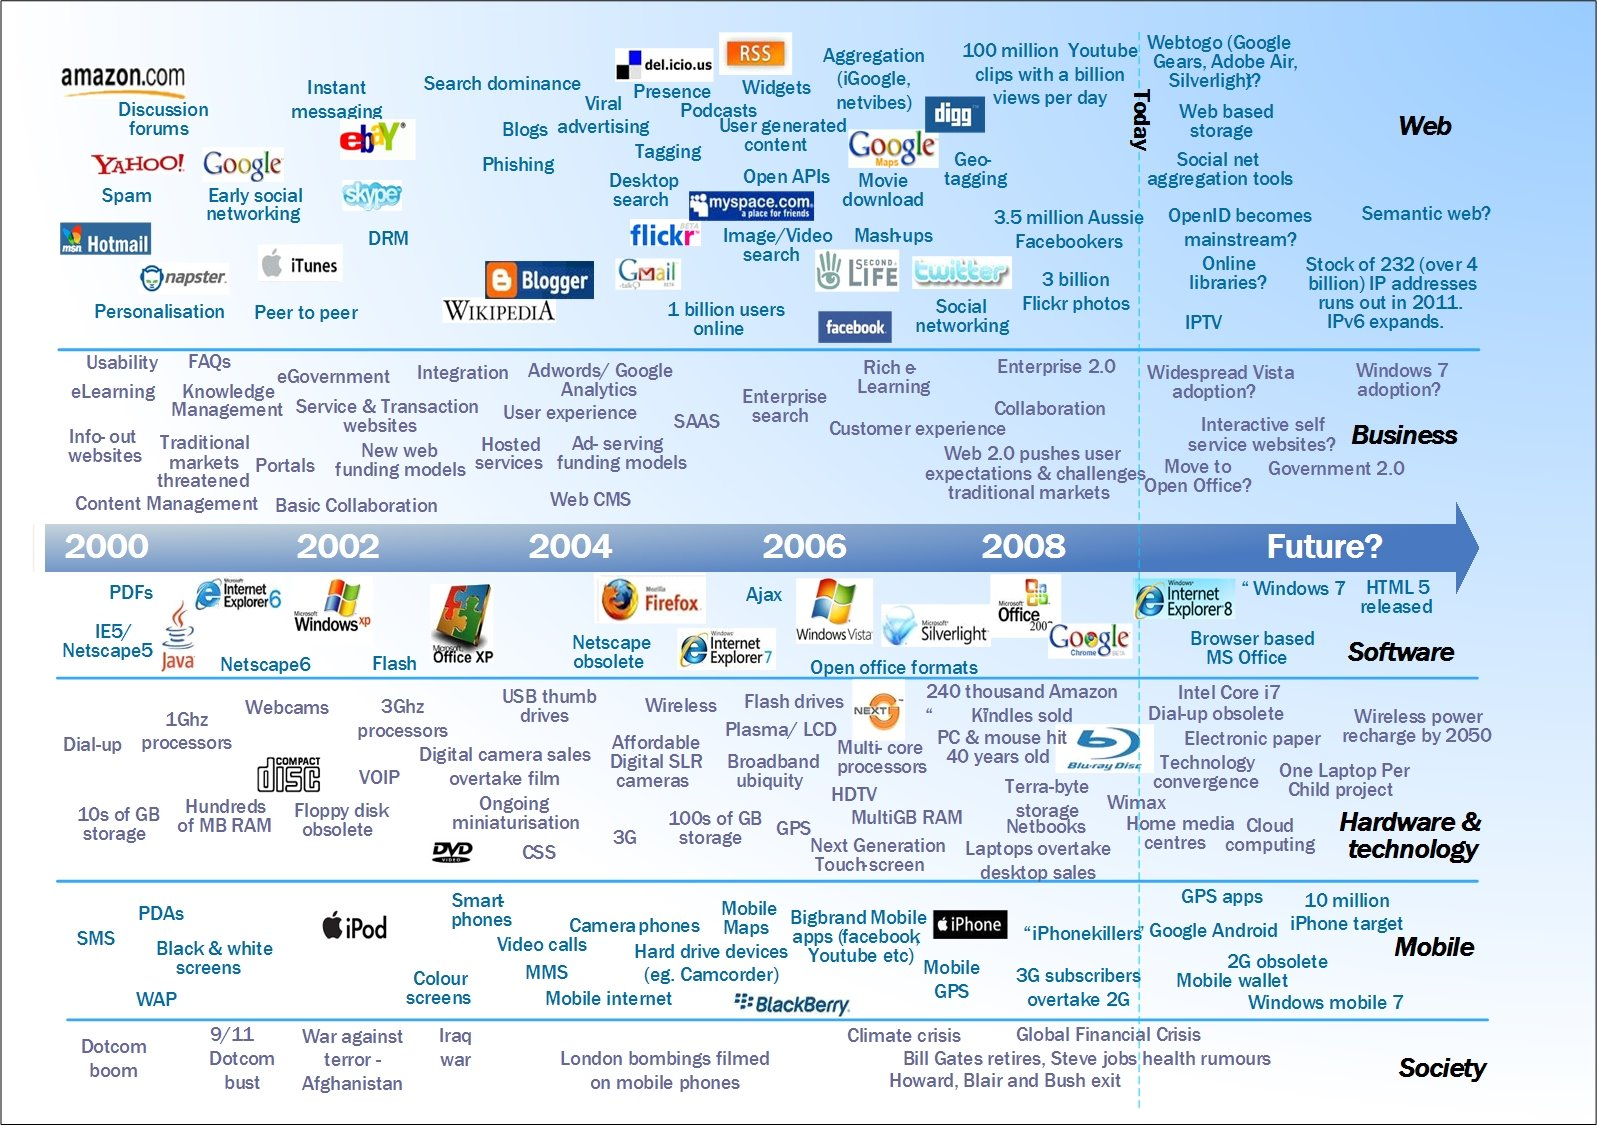 amazon.com
Discussion
forums
YAHOO!
Google
Spam
Early social
networking
msn Hotmail
napster.
Personalisation
Instant
messaging
ebaY
skype
DRM
iTunes
Peer to peer
Search dominance
Viral
advertising
Blogs
Phishing
Blogger
WIKIPEDIA
del.icio.us
Presence
Podcasts
RSS
Widgets
User generated
content
Tagging
Desktop
search
Open APIs
myspace.com
a place for friends
flickr BETA
Image/Video
search
Gmail
1 billion users
online
Aggregation
(iGoogle,
netvibes)
Google
Maps
Movie
download
Mash-ups
SECOND LIFE
facebook
100 million Youtube
clips with a billion
views per day
digg
Geo-
tagging
3.5 million Aussie
Facebookers
twitter
3 billion
Flickr photos
Social
networking
Today
Webtogo (Google
Gears, Adobe Air,
Silverlight)?
Web based
storage
Social net
aggregation tools
OpenID becomes
mainstream?
Online
libraries?
IPTV
Web
Semantic web?
Stock of 232 (over 4
billion) IP addresses
runs out in 2011.
IPv6 expands.
Usability
FAQs
eLearning
Knowledge
Management
eGovernment
Service & Transaction
websites
Info- out
websites
Traditional
markets
threatened
Portals
New web
funding models
Content Management
Basic Collaboration
Integration
Adwords/ Google
Analytics
User experience
Hosted
services
Ad- serving
funding models
SAAS
Web CMS
Enterprise
search
Rich e-
Learning
Customer experience
Enterprise 2.0
Collaboration
Web 2.0 pushes user
expectations & challenges
traditional markets
Widespread Vista
adoption?
Windows 7
adoption?
Interactive self
service websites?
Business
Move to
Open Office?
Government 2.0
2000
2002
2004
2006
2008
Future?
PDFs
IE5/
Netscape5
Java
Microsoft
Internet
Explorer6
Netscape6
Microsoft
Windows xp
Flash
Microsoft
Office XP
Mozilla
Firefox
Netscape
obsolete
Windows
Internet
Explorer7
Ajax
Windows Vista
Microsoft
Silverlight
Open office formats
Microsoft
Office
200
Google
Chrome BETA
Windows
Internet
Explorer8
“ Windows 7
HTML 5
released
Browser based
MS Office
Software
Dial-up
1Ghz
processors
Webcams
3Ghz
processors
COMPACT
disc
VOIP
10s of GB
storage
Hundreds
of MB RAM
Floppy disk
obsolete
USB thumb
drives
Digital camera sales
overtake film
Ongoing
miniaturisation
DVD
VIDEO
CSS
Wireless
Affordable
Digital SLR
cameras
3G
100s of GB
storage
Flash drives
Plasma/ LCD
Broadband
ubiquity
GPS
NEXT G
Multi- core
processors
HDTV
MultiGB RAM
Next Generation
Touch-screen
240 thousand Amazon
“
Kindles sold
PC & mouse hit
40 years old
Blu-ray Disc
Terra-byte
storage
Netbooks
Laptops overtake
desktop sales
Intel Core i7
Dial-up obsolete
Electronic paper
Technology
convergence
Wimax
Home media
centres
Cloud
computing
Wireless power
recharge by 2050
One Laptop Per
Child project
Hardware &
technology
SMS
PDAs
Black & white
screens
WAP
iPod
Smart-
phones
Colour
screens
Video calls
MMS
Camera phones
Mobile internet
Hard drive devices
(eg. Camcorder)
Mobile
Maps
BlackBerry
Bigbrand Mobile
apps (facebook,
Youtube etc)
iPhone
Mobile
GPS
“iPhonekillers”
3G subscribers
overtake 2G
GPS apps
Google Android
10 million
iPhone target
2G obsolete
Mobile wallet
Windows mobile 7
Mobile
Dotcom
boom
9/11
Dotcom
bust
War against
terror -
Afghanistan
Iraq
war
London bombings filmed
on mobile phones
Climate crisis
Global Financial Crisis
Bill Gates retires, Steve jobs health rumours
Howard, Blair and Bush exit
Society